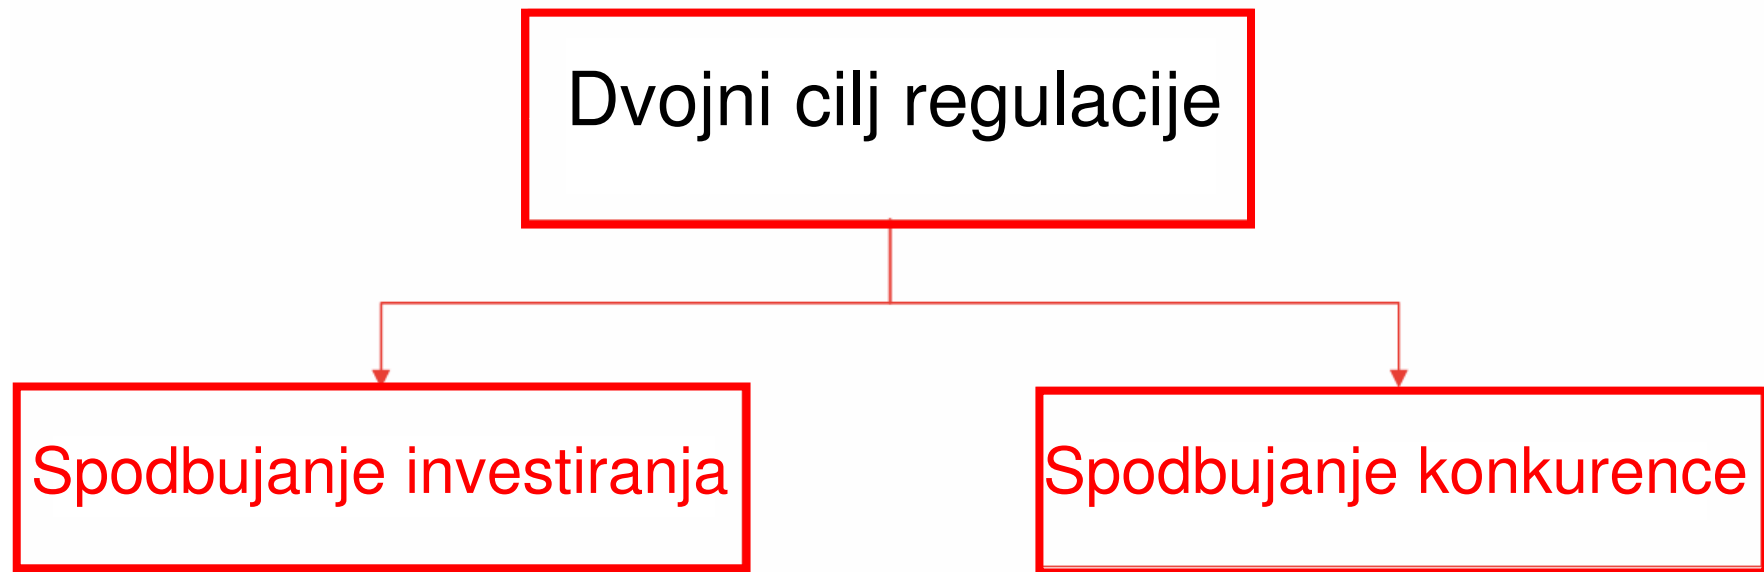 Dvojni cilj regulacije
Spodbujanje investiranja
Spodbujanje konkurence